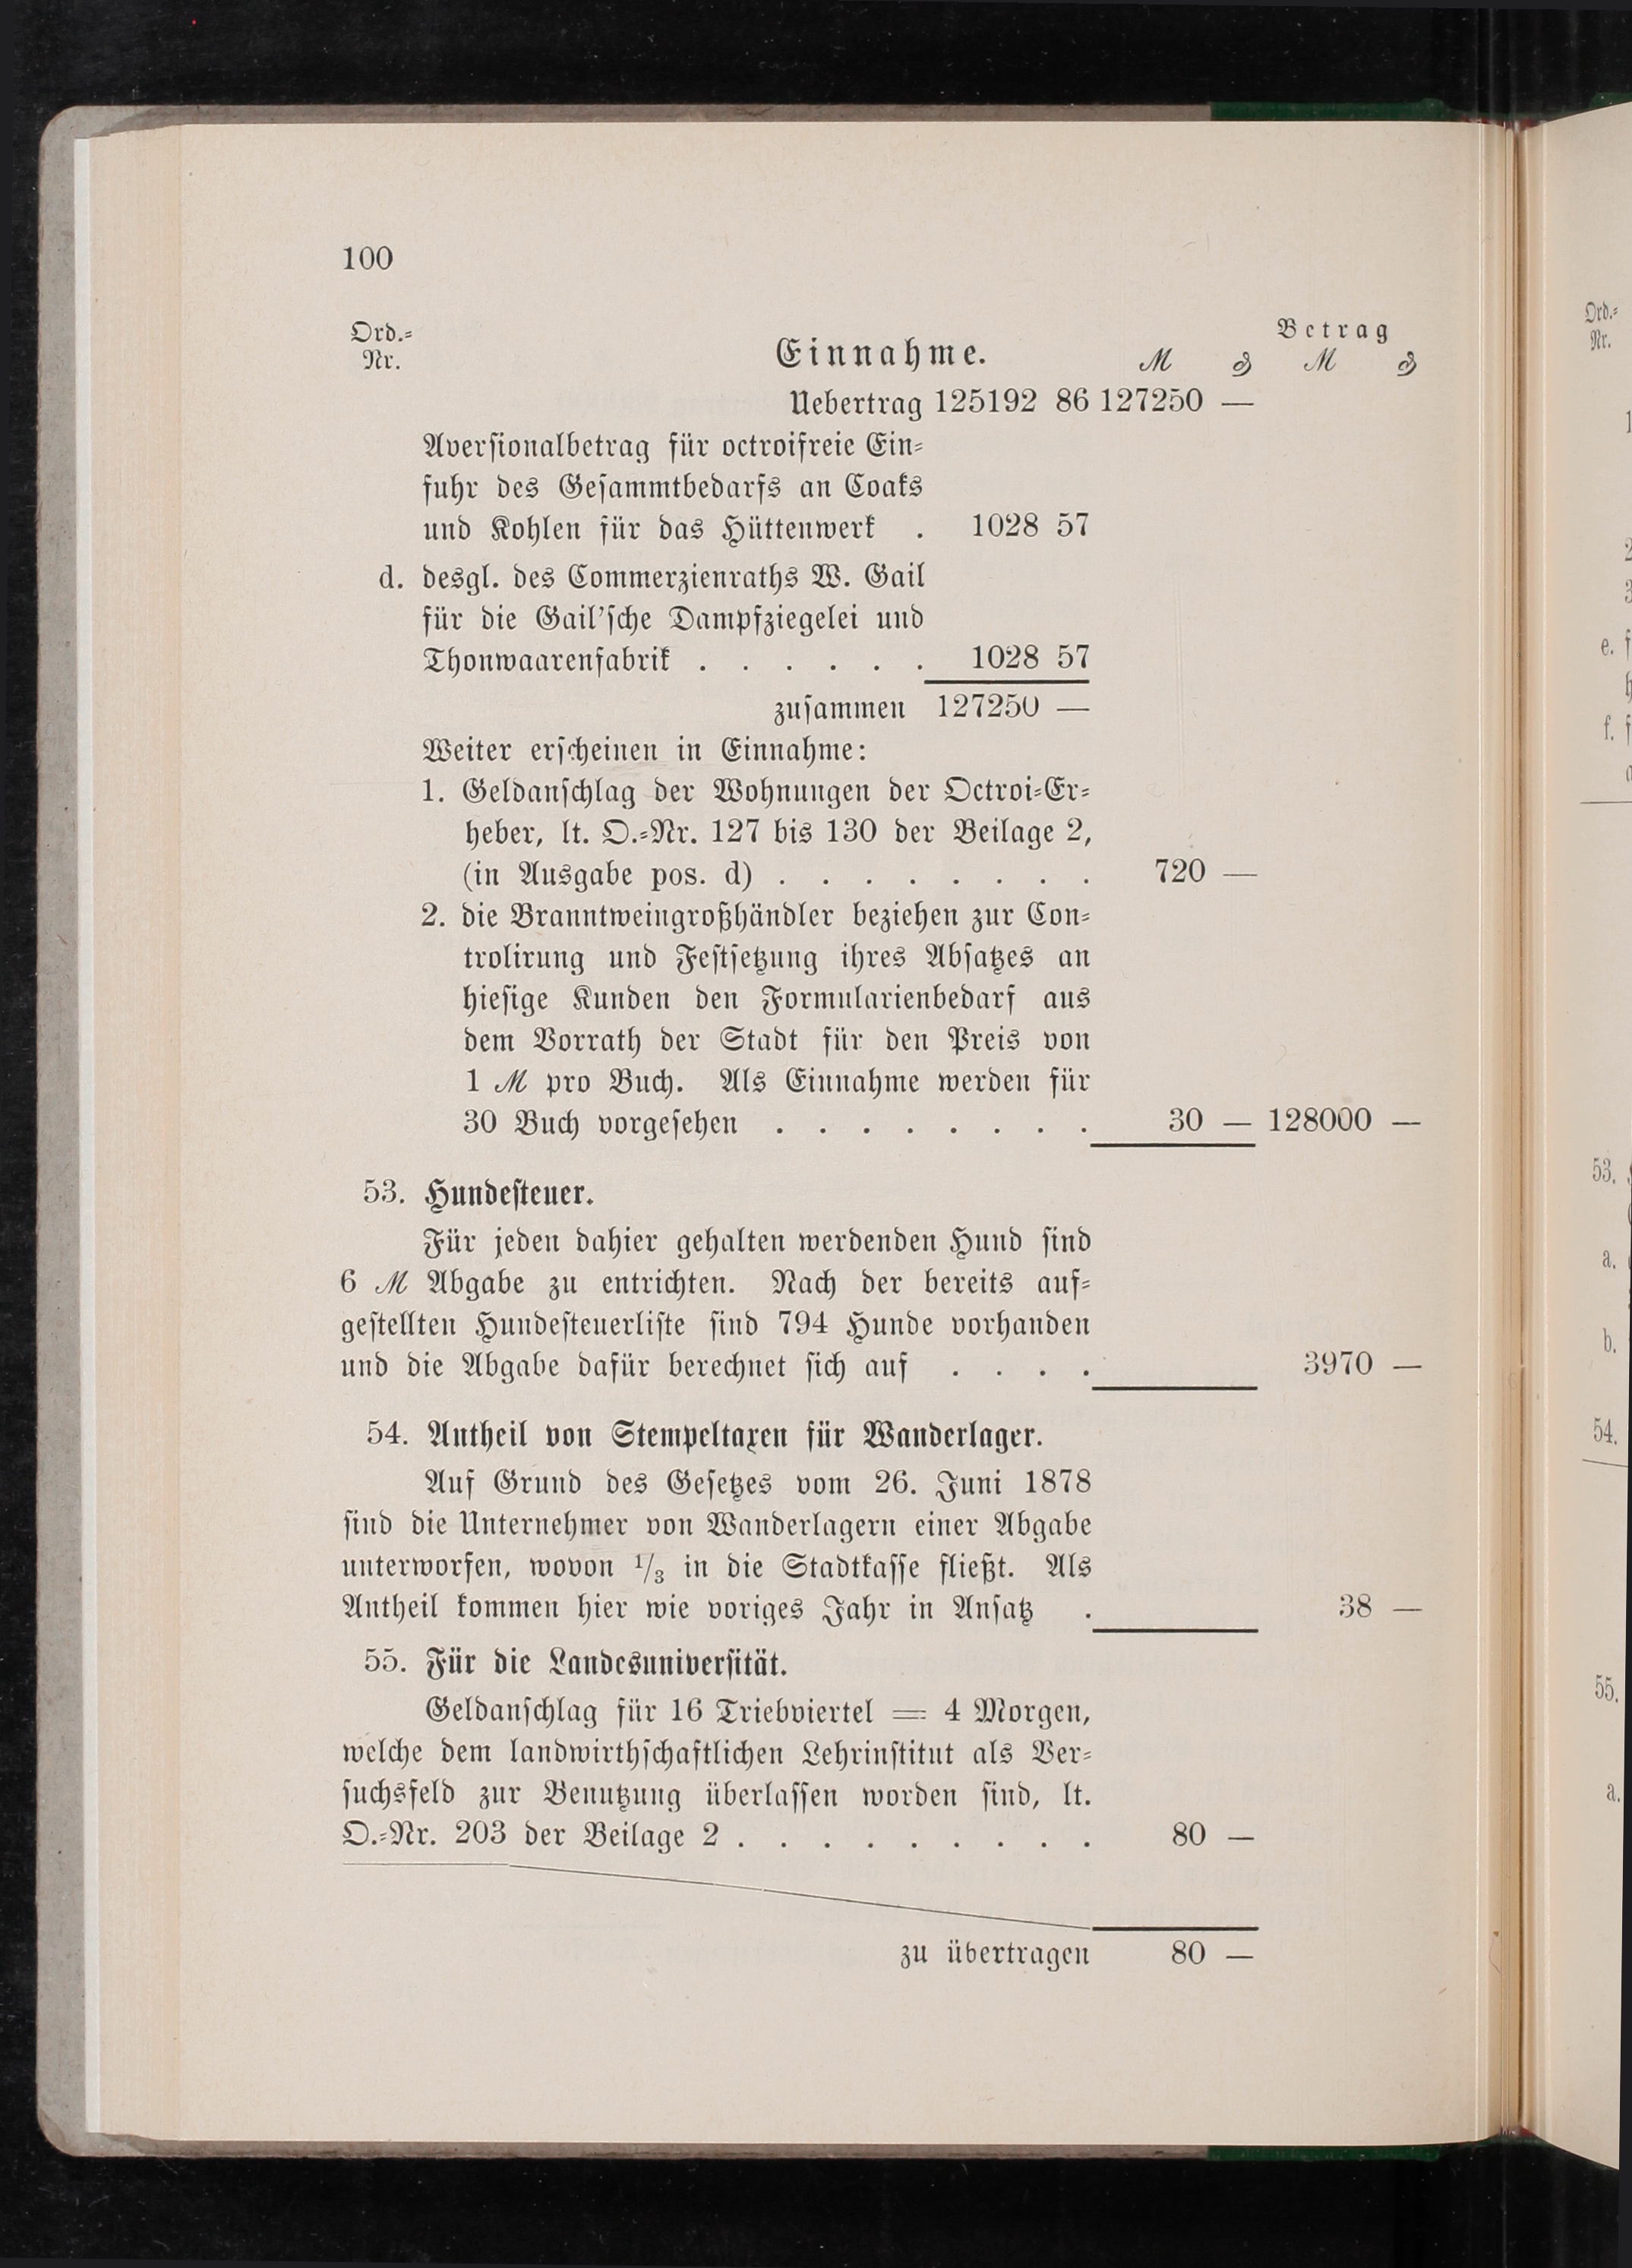 100
Ord.-
Nr.
Einnahme.
Betrag
ℳ ₰ ℳ ₰
Uebertrag 125192 86 127250 —
Aversionalbetrag für octroifreie Ein-
fuhr des Gesammtbedarfs an Coaks
und Kohlen für das Hüttenwerk . 1028 57
d. desgl. des Commerzienraths W. Gail
für die Gail'sche Dampfziegelei und
Thonwaarenfabrik . . . . . . 1028 57
zusammen 127250 —
Weiter erscheinen in Einnahme:
1. Geldanschlag der Wohnungen der Octroi-Er-
heber, lt. O.-Nr. 127 bis 130 der Beilage 2,
(in Ausgabe pos. d) . . . . . . . . 720 —
2. die Branntweingroßhändler beziehen zur Con-
trolirung und Festsetzung ihres Absatzes an
hiesige Kunden den Formularienbedarf aus
dem Vorrath der Stadt für den Preis von
1 ℳ pro Buch. Als Einnahme werden für
30 Buch vorgesehen . . . . . . . . 30 — 128000 —
53. Hundesteuer.
Für jeden dahier gehalten werdenden Hund sind
6 ℳ Abgabe zu entrichten. Nach der bereits auf-
gestellten Hundesteuerliste sind 794 Hunde vorhanden
und die Abgabe dafür berechnet sich auf . . . . 3970 —
54. Antheil von Stempeltaxen für Wanderlager.
Auf Grund des Gesetzes vom 26. Juni 1878
sind die Unternehmer von Wanderlagern einer Abgabe
unterworfen, wovon 1/3 in die Stadtkasse fließt. Als
Antheil kommen hier wie voriges Jahr in Ansatz . 38 —
55. Für die Landesuniversität.
Geldanschlag für 16 Triebviertel = 4 Morgen,
welche dem landwirthschaftlichen Lehrinstitut als Ver-
suchsfeld zur Benutzung überlassen worden sind, lt.
O.-Nr. 203 der Beilage 2 . . . . . . . . . 80 —
zu übertragen 80 —
Ord.-
Nr.
e.
f.
53.
a.
b.
54.
55.
a.